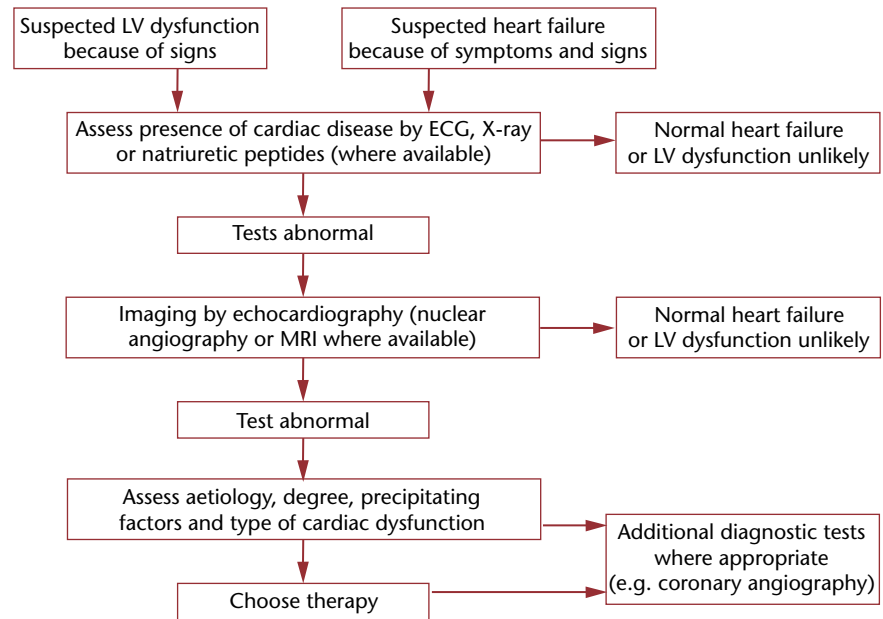 Suspected LV dysfunction
because of signs
Suspected heart failure
because of symptoms and signs
Assess presence of cardiac disease by ECG, X-ray
or natriuretic peptides (where available)
Normal heart failure
or LV dysfunction unlikely
Tests abnormal
Imaging by echocardiography (nuclear
angiography or MRI where available)
Normal heart failure
or LV dysfunction unlikely
Test abnormal
Assess aetiology, degree, precipitating
factors and type of cardiac dysfunction
Additional diagnostic tests
where appropriate
(e.g. coronary angiography)
Choose therapy